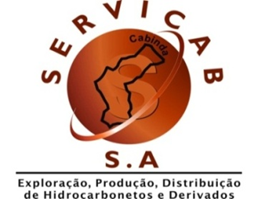 SERVICAB
Cabinda
S
S.A
Exploração, Produção, Distribuição
de Hidrocarbonetos e Derivados